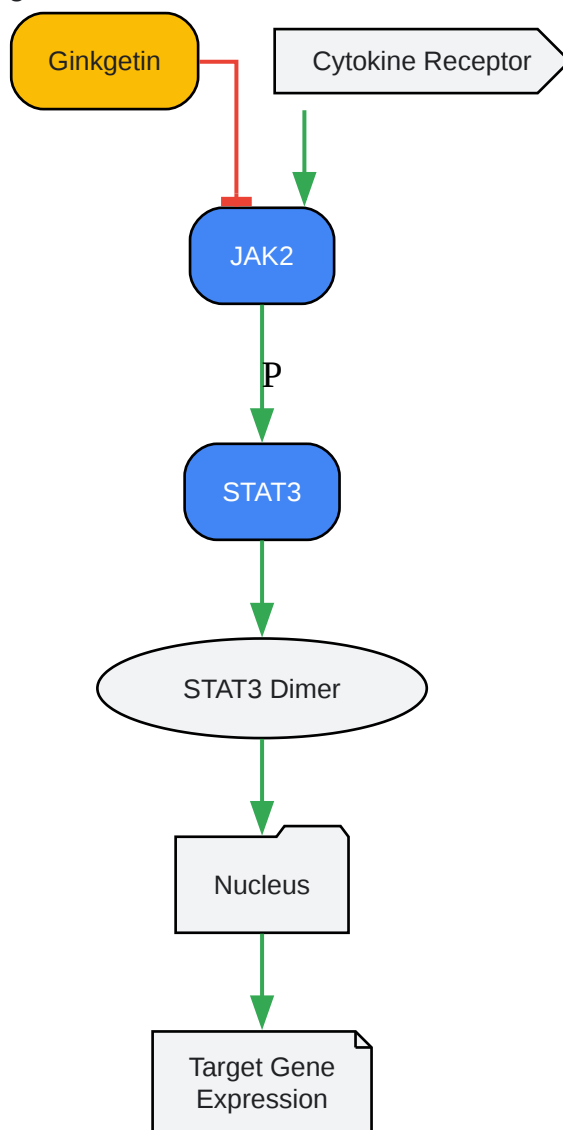 Ginkgetin
Cytokine Receptor
JAK2
P
STAT3
STAT3 Dimer
Nucleus
Target Gene
Expression